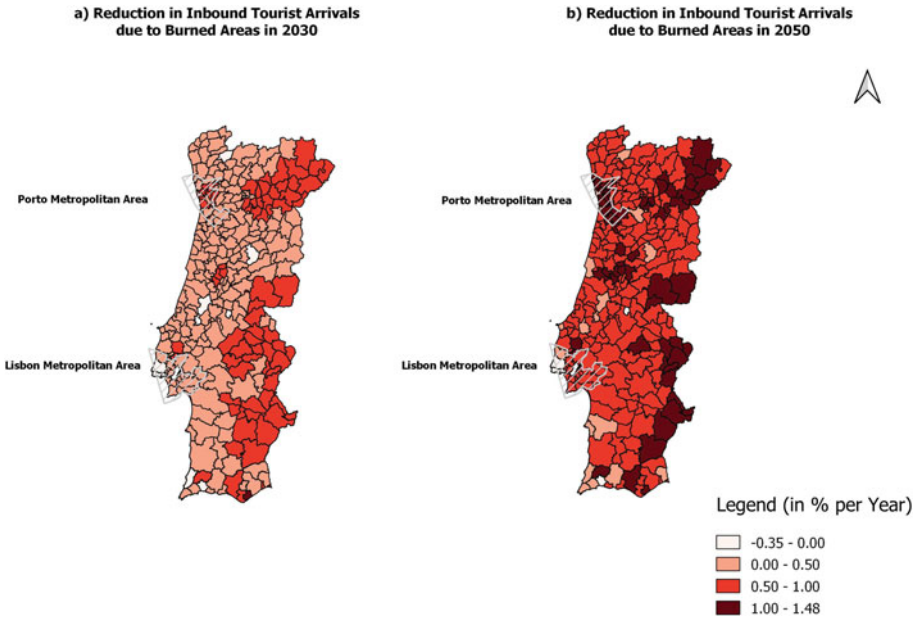 a) Reduction in Inbound Tourist Arrivals
due to Burned Areas in 2030
b) Reduction in Inbound Tourist Arrivals
due to Burned Areas in 2050
Porto Metropolitan Area
Porto Metropolitan Area
Lisbon Metropolitan Area
Lisbon Metropolitan Area
Legend (in % per Year)
-0.35 - 0.00
0.00 - 0.50
0.50 - 1.00
1.00 - 1.48